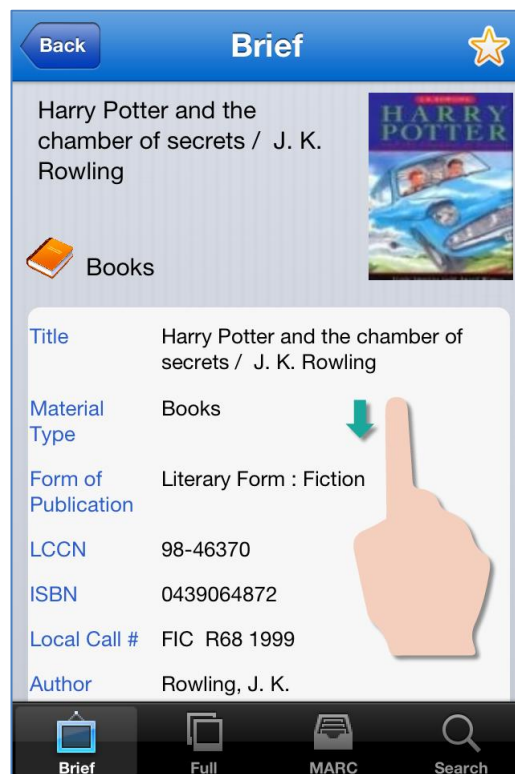 Back
Brief
Harry Potter and the
chamber of secrets / J. K.
Rowling
HARRY
POTTER
Books
Title
Harry Potter and the chamber of
secrets / J. K. Rowling
Material
Type
Books
Form of
Publication
Literary Form : Fiction
LCCN
98-46370
ISBN
0439064872
Local Call #
FIC R68 1999
Author
Rowling, J. K.
Brief
Full
MARC
Search